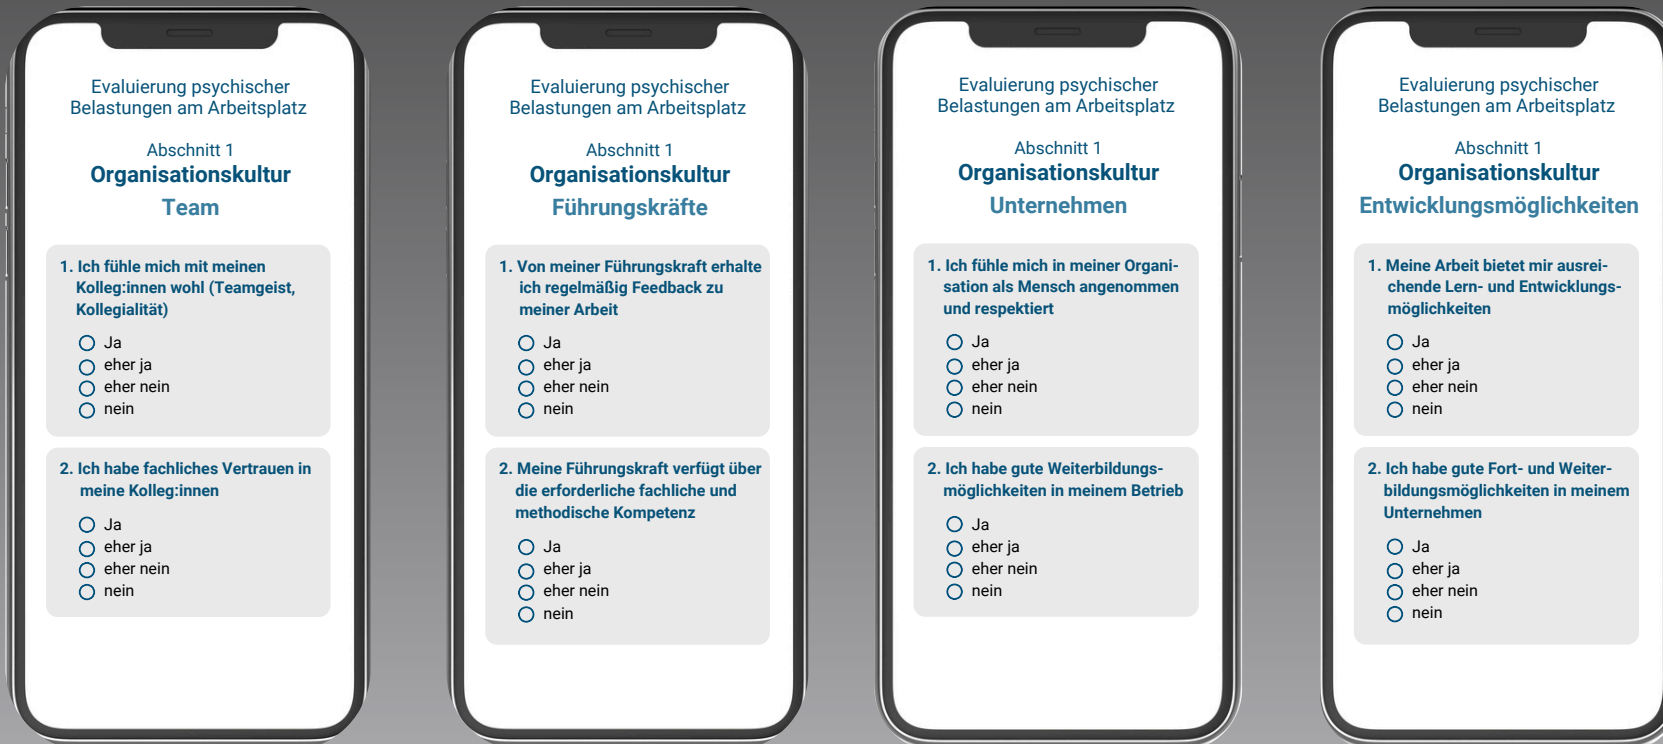 Evaluierung psychischer
Belastungen am Arbeitsplatz
Abschnitt 1
Organisationskultur
Team
1. Ich fühle mich mit meinen
Kolleg:innen wohl (Teamgeist,
Kollegialität)
Ja
eher ja
eher nein
nein
2. Ich habe fachliches Vertrauen in
meine Kolleg:innen
Ja
eher ja
eher nein
nein
Evaluierung psychischer
Belastungen am Arbeitsplatz
Abschnitt 1
Organisationskultur
Führungskräfte
1. Von meiner Führungskraft erhalte
ich regelmäßig Feedback zu
meiner Arbeit
Ja
eher ja
eher nein
nein
2. Meine Führungskraft verfügt über
die erforderliche fachliche und
methodische Kompetenz
Ja
eher ja
eher nein
nein
Evaluierung psychischer
Belastungen am Arbeitsplatz
Abschnitt 1
Organisationskultur
Unternehmen
1. Ich fühle mich in meiner Organi-
sation als Mensch angenommen
und respektiert
Ja
eher ja
eher nein
nein
2. Ich habe gute Weiterbildungs-
möglichkeiten in meinem Betrieb
Ja
eher ja
eher nein
nein
Evaluierung psychischer
Belastungen am Arbeitsplatz
Abschnitt 1
Organisationskultur
Entwicklungsmöglichkeiten
1. Meine Arbeit bietet mir ausrei-
chende Lern- und Entwicklungs-
möglichkeiten
Ja
eher ja
eher nein
nein
2. Ich habe gute Fort- und Weiter-
bildungsmöglichkeiten in meinem
Unternehmen
Ja
eher ja
eher nein
nein